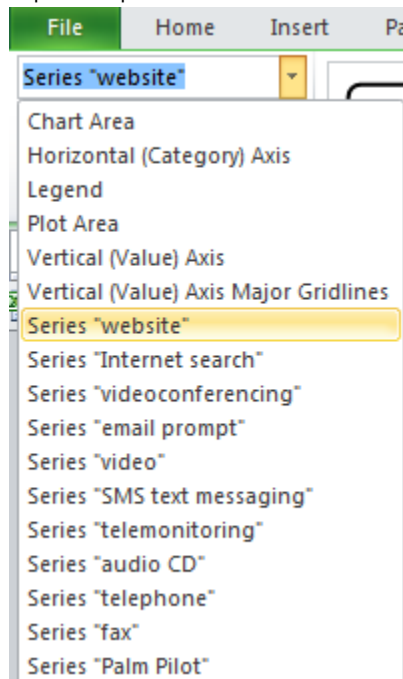 File Home Insert Pa
Series "website"
Chart Area
Horizontal (Category) Axis
Legend
Plot Area
Vertical (Value) Axis
Vertical (Value) Axis Major Gridlines
Series "website"
Series "Internet search"
Series "videoconferencing"
Series "email prompt"
Series "video"
Series "SMS text messaging"
Series "telemonitoring"
Series "audio CD"
Series "telephone"
Series "fax"
Series "Palm Pilot"